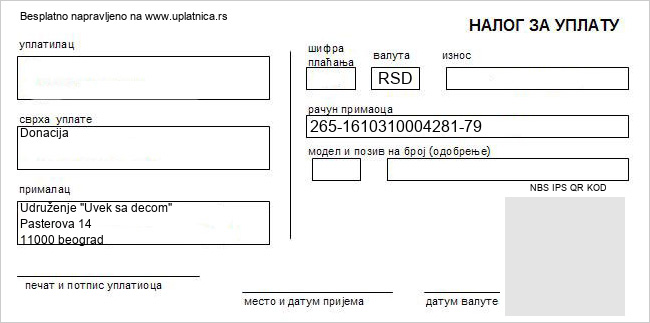 Besplatno napravljeno na www.uplatnica.rs
НАЛОГ ЗА УПЛАТУ
уплатилац
шифра
плаћања
валута
износ
RSD
рачун примаоца
265-1610310004281-79
сврха уплате
Donacija
модел и позив на број (одобрење)
прималац
NBS IPS QR KOD
Udruženje "Uvek sa decom"
Pasterova 14
11000 beograd
печат и потпис уплатиоца
место и датум пријема
датум валуте